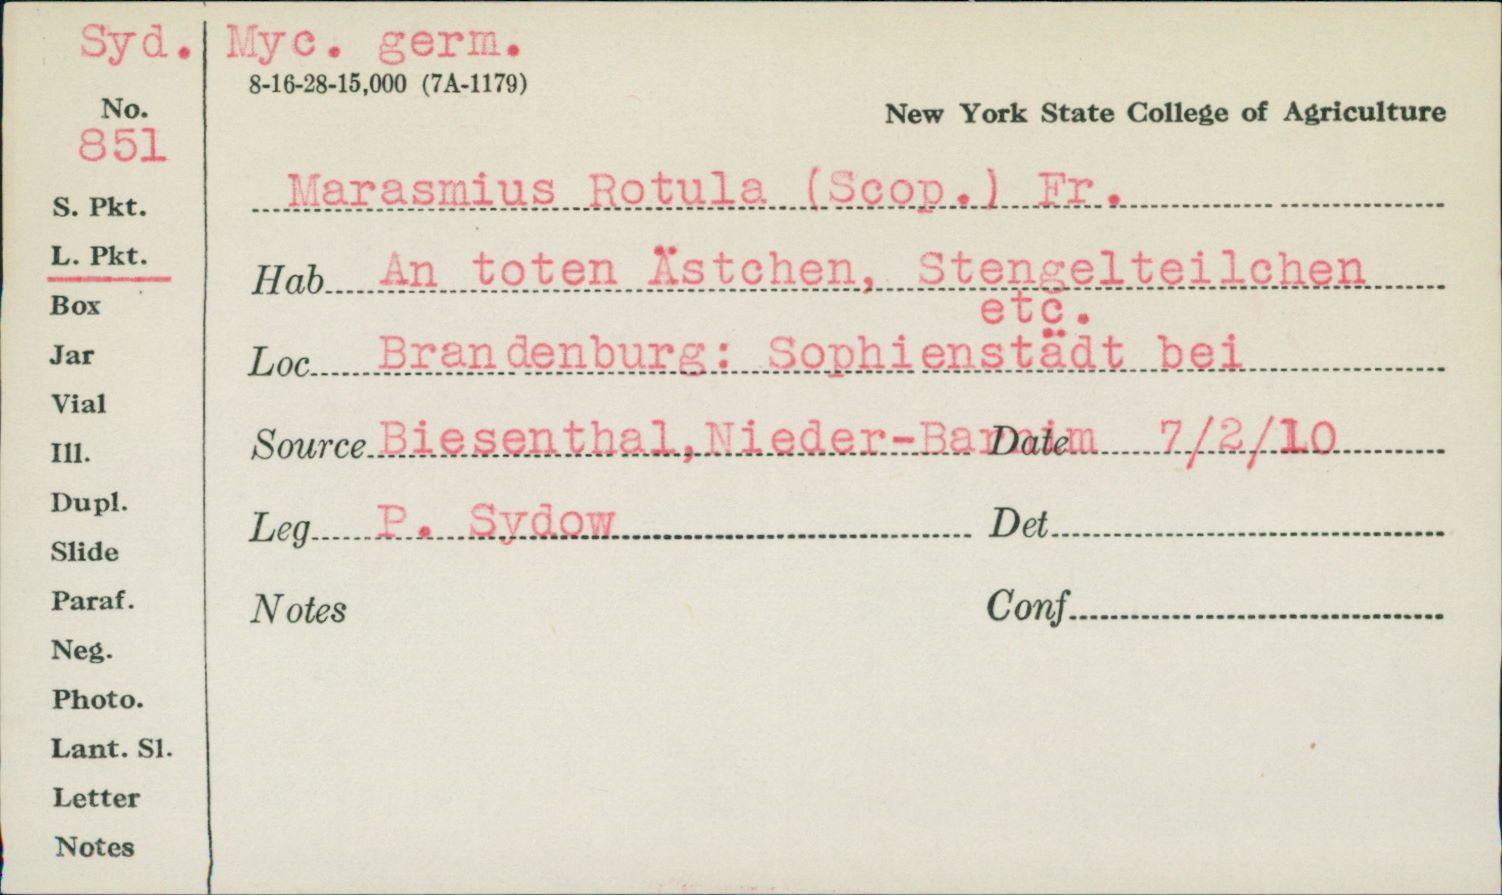 Syd. Myc. germ.
8-16-28-15,000 (7A-1179)
No.
851
New York State College of Agriculture
S. Pkt.
Marasmius Rotula (Scop.) Fr.
L. Pkt.
Hab. An toten Ästchen, Stengelteilchen
etc.
Box
Jar
Loc. Brandenburg: Sophienstädt bei
Vial
Ill.
Source Biesenthal, Nieder-Barnim Date 7/2/10
Dupl.
Leg. P. Sydow Det.
Slide
Paraf.
Notes Conf.
Neg.
Photo.
Lant. Sl.
Letter
Notes